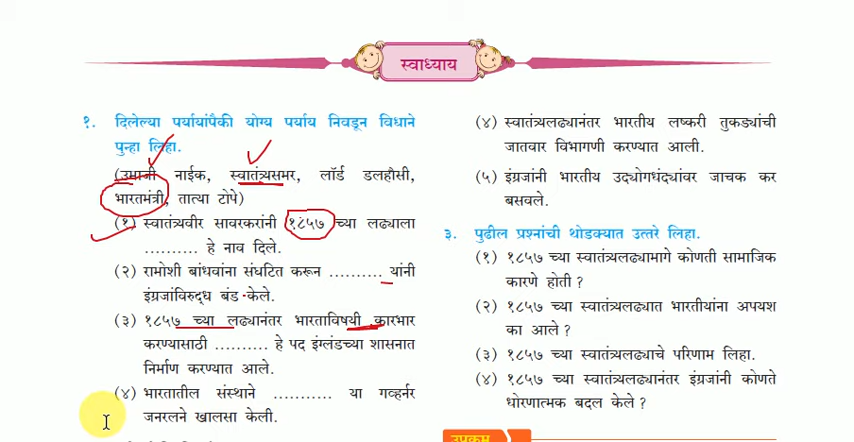 स्वाध्याय
१. दिलेल्या पर्यायांपैकी योग्य पर्याय निवडून विधाने
पुन्हा लिहा.
(उमाजी नाईक, स्वातंत्र्यसमर, लॉर्ड डलहौसी,
भारतमंत्री, तात्या टोपे)
(१) स्वातंत्र्यवीर सावरकरांनी १८५७ च्या लढ्याला
.......... हे नाव दिले.
(२) रामोशी बांधवांना संघटित करून .......... यांनी
इंग्रजांविरुद्ध बंड केले.
(३) १८५७ च्या लढ्यानंतर भारताविषयी कारभार
करण्यासाठी .......... हे पद इंग्लंडच्या शासनात
निर्माण करण्यात आले.
(४) भारतातील संस्थाने ........... या गव्हर्नर
जनरलने खालसा केली.
(४) स्वातंत्र्यलढ्यानंतर भारतीय लष्करी तुकड्यांची
जातवार विभागणी करण्यात आली.
(५) इंग्रजांनी भारतीय उद्योगधंद्यांवर जाचक कर
बसवले.
३. पुढील प्रश्नांची थोडक्यात उत्तरे लिहा.
(१) १८५७ च्या स्वातंत्र्यलढ्यामागे कोणती सामाजिक
कारणे होती ?
(२) १८५७ च्या स्वातंत्र्यलढ्यात भारतीयांना अपयश
का आले ?
(३) १८५७ च्या स्वातंत्र्यलढ्याचे परिणाम लिहा.
(४) १८५७ च्या स्वातंत्र्यलढ्यानंतर इंग्रजांनी कोणते
धोरणात्मक बदल केले ?
उपक्रम